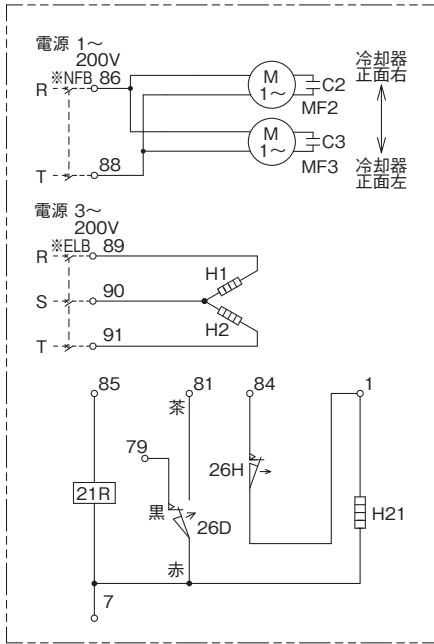 電源 1～
200V
R ※NFB 86
T 88
M
1～
C2
MF2
M
1～
C3
MF3
冷却器
正面右
冷却器
正面左
電源 3～
200V
R ※ELB 89
S 90
T 91
H1
H2
85 81 84 1
茶
79
26H
21R
黒
26D
H21
赤
7